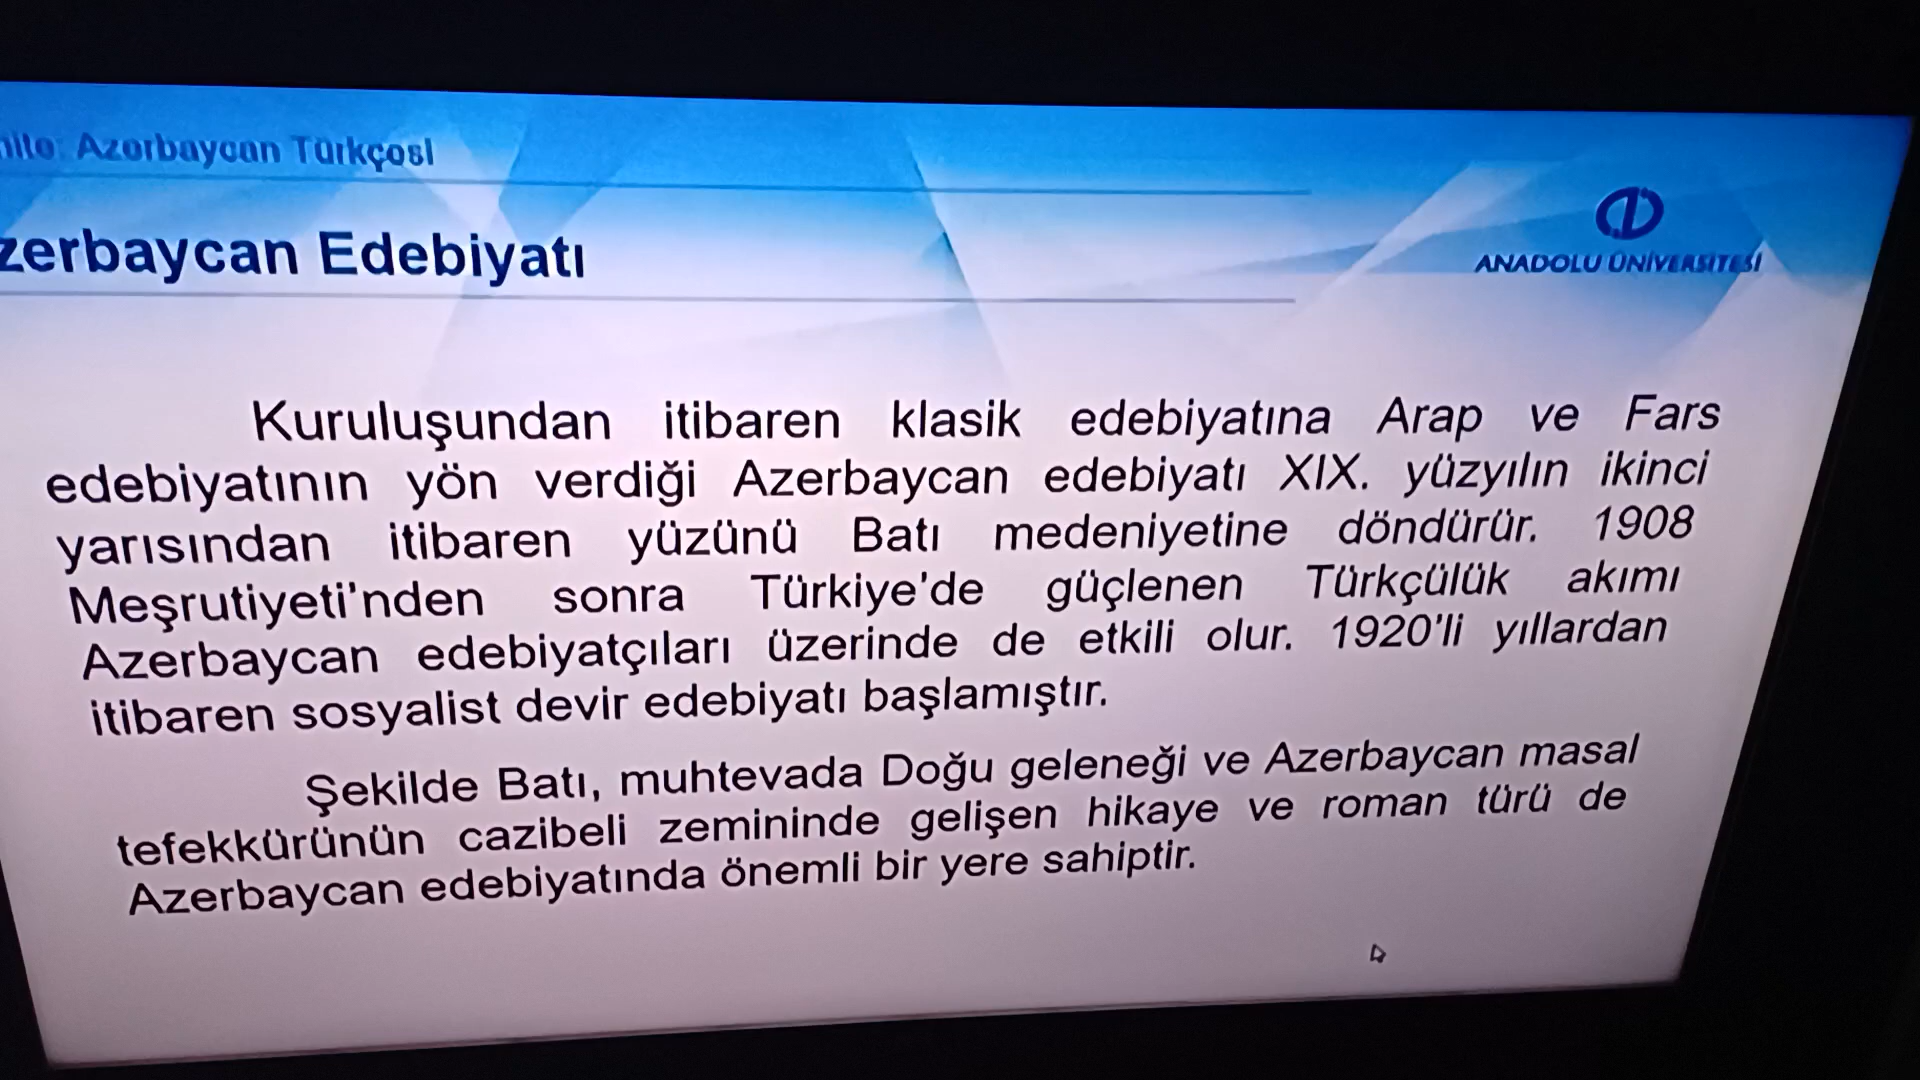 Azerbaycan Türkçesi
zerbaycan Edebiyatı
ANADOLU ÜNİVERSİTESİ
Kuruluşundan itibaren klasik edebiyatına Arap ve Fars
edebiyatının yön verdiği Azerbaycan edebiyatı XIX. yüzyılın ikinci
yarısından itibaren yüzünü Batı medeniyetine döndürür. 1908
Meşrutiyeti'nden sonra Türkiye'de güçlenen Türkçülük akımı
Azerbaycan edebiyatçıları üzerinde de etkili olur. 1920'li yıllardan
itibaren sosyalist devir edebiyatı başlamıştır.
Şekilde Batı, muhtevada Doğu geleneği ve Azerbaycan masal
tefekkürünün cazibeli zemininde gelişen hikaye ve roman türü de
Azerbaycan edebiyatında önemli bir yere sahiptir.